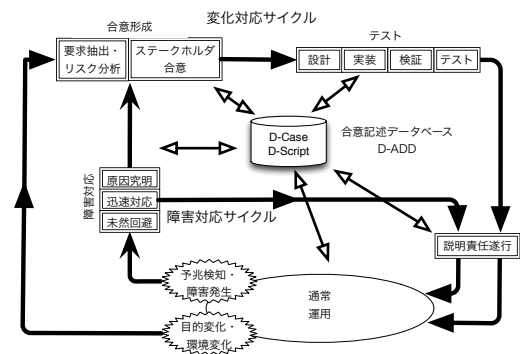 変化対応サイクル
合意形成
テスト
要求抽出・
リスク分析
ステークホルダ
合意
設計
実装
検証
テスト
D-Case
D-Script
合意記述データベース
D-ADD
障害対応
原因究明
迅速対応
未然回避
障害対応サイクル
説明責任遂行
予兆検知・
障害発生
通常
運用
目的変化・
環境変化